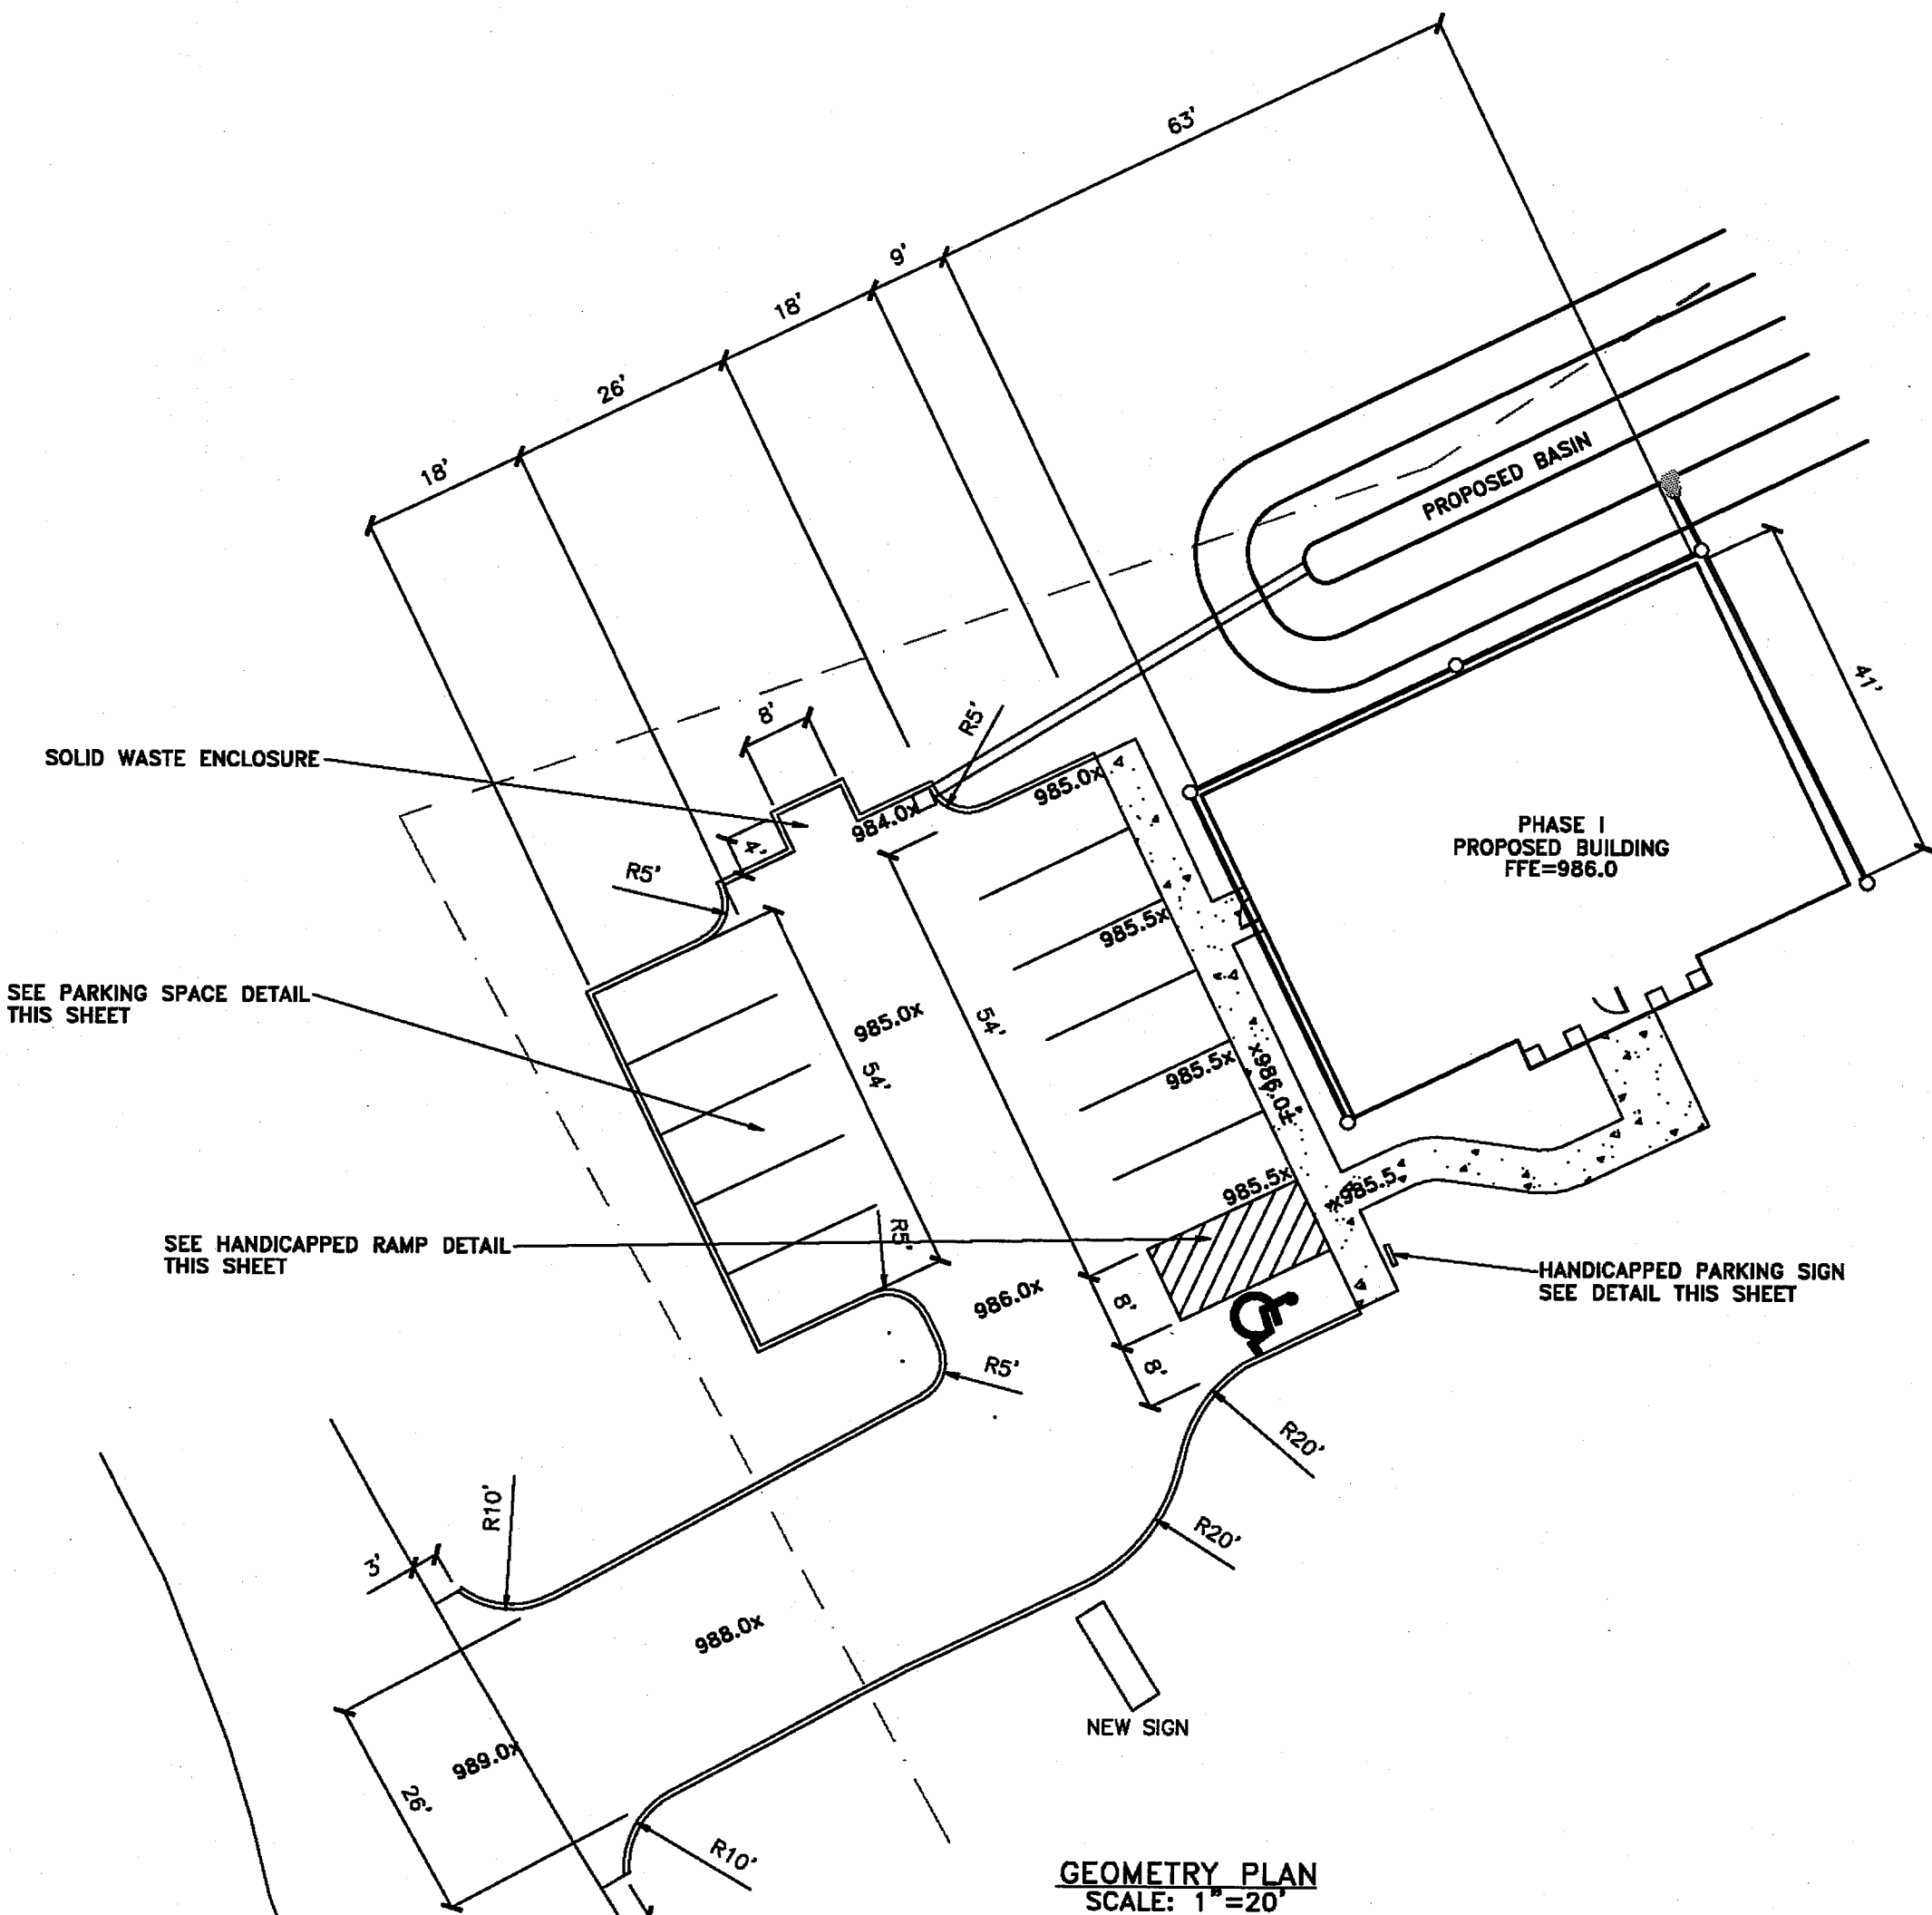 63'
9'
18'
26'
18'
PROPOSED BASIN
47'
8'
R5'
SOLID WASTE ENCLOSURE
985.0x
984.0x
4'
R5'
PHASE I
PROPOSED BUILDING
FFE=986.0
985.5x
SEE PARKING SPACE DETAIL
THIS SHEET
985.0x
54'
54'
985.5x
x986.0±
985.5x
x985.5
SEE HANDICAPPED RAMP DETAIL
THIS SHEET
R5'
986.0x
8'
HANDICAPPED PARKING SIGN
SEE DETAIL THIS SHEET
R5'
8'
R20'
R10'
R20'
3'
988.0x
NEW SIGN
989.0x
26'
R10'
GEOMETRY PLAN
SCALE: 1"=20'